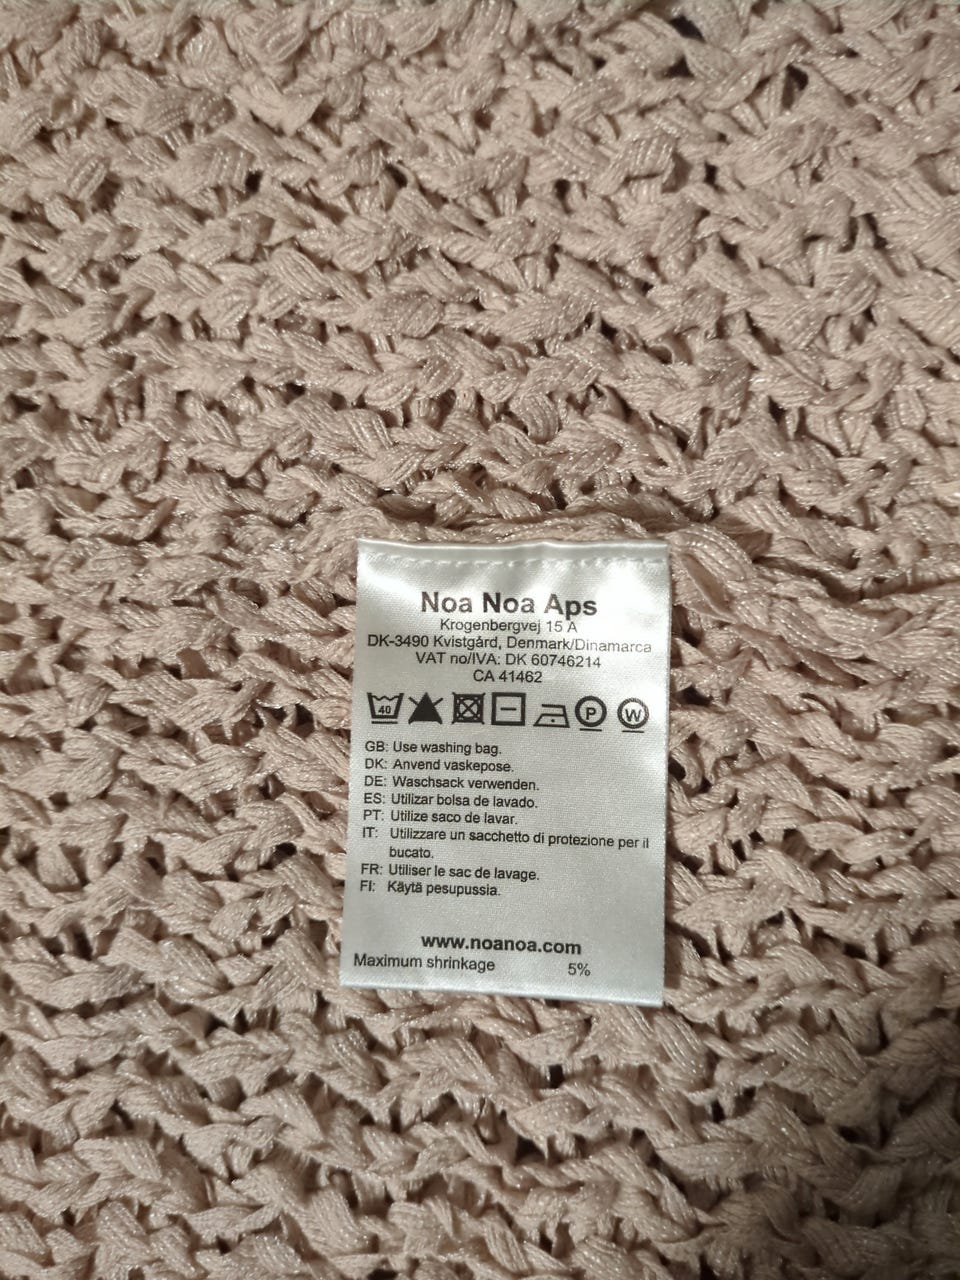 Noa Noa Aps
Krogenbergvej 15 A
DK-3490 Kvistgård, Denmark/Dinamarca
VAT no/IVA: DK 60746214
CA 41462
40 P W
GB: Use washing bag.
DK: Anvend vaskepose.
DE: Waschsack verwenden.
ES: Utilizar bolsa de lavado.
PT: Utilize saco de lavar.
IT: Utilizzare un sacchetto di protezione per il
bucato.
FR: Utiliser le sac de lavage.
FI: Käytä pesupussia.
www.noanoa.com
Maximum shrinkage 5%